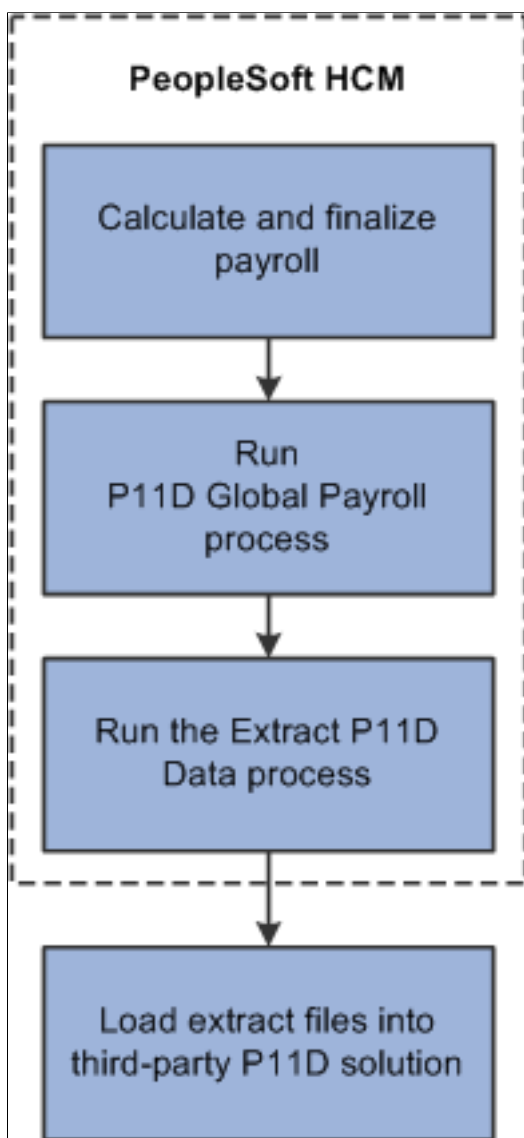 PeopleSoft HCM
Calculate and finalize
payroll
Run
P11D Global Payroll
process
Run the Extract P11D
Data process
Load extract files into
third-party P11D solution